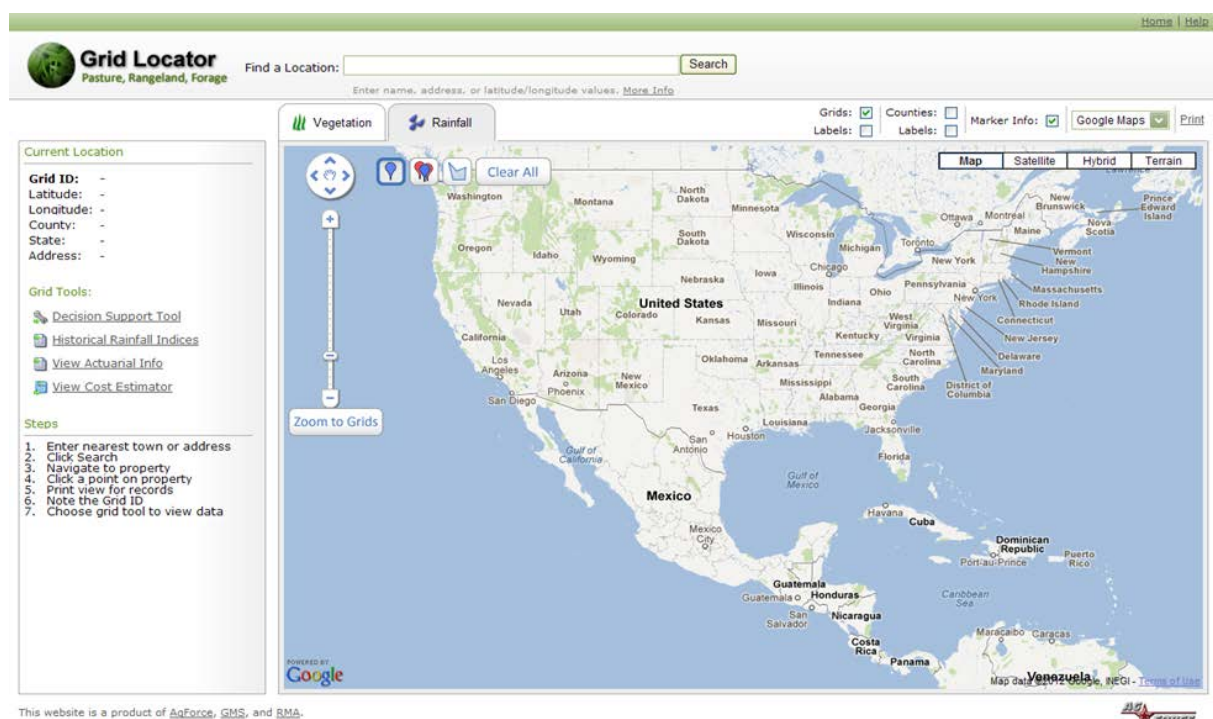 Home | Help
Grid Locator
Pasture, Rangeland, Forage
Find a Location:
Search
Enter name, address, or latitude/longitude values. More Info
Vegetation
Rainfall
Grids:
Labels:
Counties:
Labels:
Marker Info:
Google Maps
Print
Current Location
Grid ID: -
Latitude: -
Longitude: -
County: -
State: -
Address: -
Grid Tools:
Decision Support Tool
Historical Rainfall Indices
View Actuarial Info
View Cost Estimator
Steps
1. Enter nearest town or address
2. Click Search
3. Navigate to property
4. Click a point on property
5. Print view for records
6. Note the Grid ID
7. Choose grid tool to view data
Clear All
Map
Satellite
Hybrid
Terrain
Zoom to Grids
Washington
Montana
North
Dakota
Minnesota
Ottawa
Montreal
New
Brunswick
Prince
Edward
Island
Nova
Scotia
Maine
Oregon
Idaho
Wyoming
South
Dakota
Wisconsin
Michigan
Toronto
Vermont
New
Hampshire
New York
Massachusetts
Rhode Island
Connecticut
New Jersey
Delaware
Maryland
District of
Columbia
Nebraska
Iowa
Chicago
Illinois
Indiana
Ohio
Pennsylvania
New York
Nevada
Utah
United States
Colorado
Kansas
Missouri
West
Virginia
Kentucky
Virginia
California
Los
Angeles
San Diego
Arizona
Phoenix
New
Mexico
Oklahoma
Arkansas
Tennessee
North
Carolina
Mississippi
South
Carolina
Alabama
Georgia
Texas
Louisiana
Jacksonville
San
Antonio
Houston
Florida
Gulf of
California
Gulf of
Mexico
Mexico
Mexico
City
Havana
Cuba
Dominican
Republic
Port-au-Prince
Puerto
Rico
Guatemala
Guatemala
Honduras
San
Salvador
Nicaragua
Caribbean
Sea
Costa
Rica
Panama
Maracaibo
Caracas
Venezuela
POWERED BY
Google
Map data ©2012 Google, INEGI - Terms of Use
This website is a product of AgForce, GMS, and RMA.